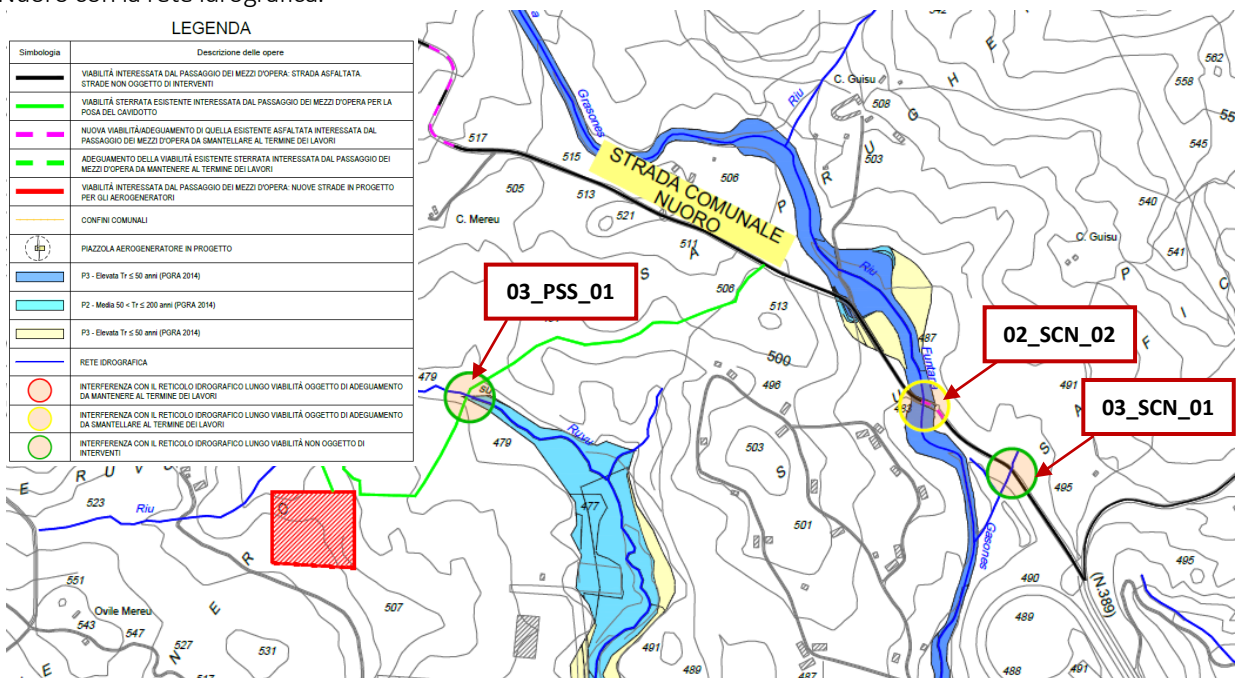 Nuoro con la rete idrografica.
LEGENDA
Simbologia
Descrizione delle opere
VIABILITÀ INTERESSATA DAL PASSAGGIO DEI MEZZI D'OPERA: STRADA ASFALTATA.
STRADE NON OGGETTO DI INTERVENTI
VIABILITÀ STERRATA ESISTENTE INTERESSATA DAL PASSAGGIO DEI MEZZI D'OPERA PER LA
POSA DEL CAVIDOTTO
NUOVA VIABILITÀ/ADEGUAMENTO DI QUELLA ESISTENTE ASFALTATA INTERESSATA DAL
PASSAGGIO DEI MEZZI D'OPERA DA SMANTELLARE AL TERMINE DEI LAVORI
ADEGUAMENTO DELLA VIABILITÀ ESISTENTE STERRATA INTERESSATA DAL PASSAGGIO DEI
MEZZI D'OPERA DA MANTENERE AL TERMINE DEI LAVORI
VIABILITÀ INTERESSATA DAL PASSAGGIO DEI MEZZI D'OPERA: NUOVE STRADE IN PROGETTO
PER GLI AEROGENERATORI
CONFINI COMUNALI
PIAZZOLA AEROGENERATORE IN PROGETTO
P3 - Elevata Tr ≤ 50 anni (PGRA 2014)
P2 - Media 50 < Tr ≤ 200 anni (PGRA 2014)
P3 - Elevata Tr ≤ 50 anni (PGRA 2014)
RETE IDROGRAFICA
INTERFERENZA CON IL RETICOLO IDROGRAFICO LUNGO VIABILITÀ OGGETTO DI ADEGUAMENTO
DA MANTENERE AL TERMINE DEI LAVORI
INTERFERENZA CON IL RETICOLO IDROGRAFICO LUNGO VIABILITÀ OGGETTO DI ADEGUAMENTO
DA SMANTELLARE AL TERMINE DEI LAVORI
INTERFERENZA CON IL RETICOLO IDROGRAFICO LUNGO VIABILITÀ NON OGGETTO DI
INTERVENTI
562
C. Guisu
558
Grasones
Riu
508
H
G
U
R
P
517
515
503
545
STRADA COMUNALE
NUORO
506
505
513
540
521
C. Mereu
511
C. Guisu
541
S
A
Riu
506
03_PSS_01
513
487
02_SCN_02
500
Funtana
479
496
491
su
U
03_SCN_01
479
Ruvu
503
S
495
523
Riu
477
S
501
Gasones
551
495
490
(N.389)
Ovile Mereu
543
547
507
489
527
531
491
489
488
491
487
517